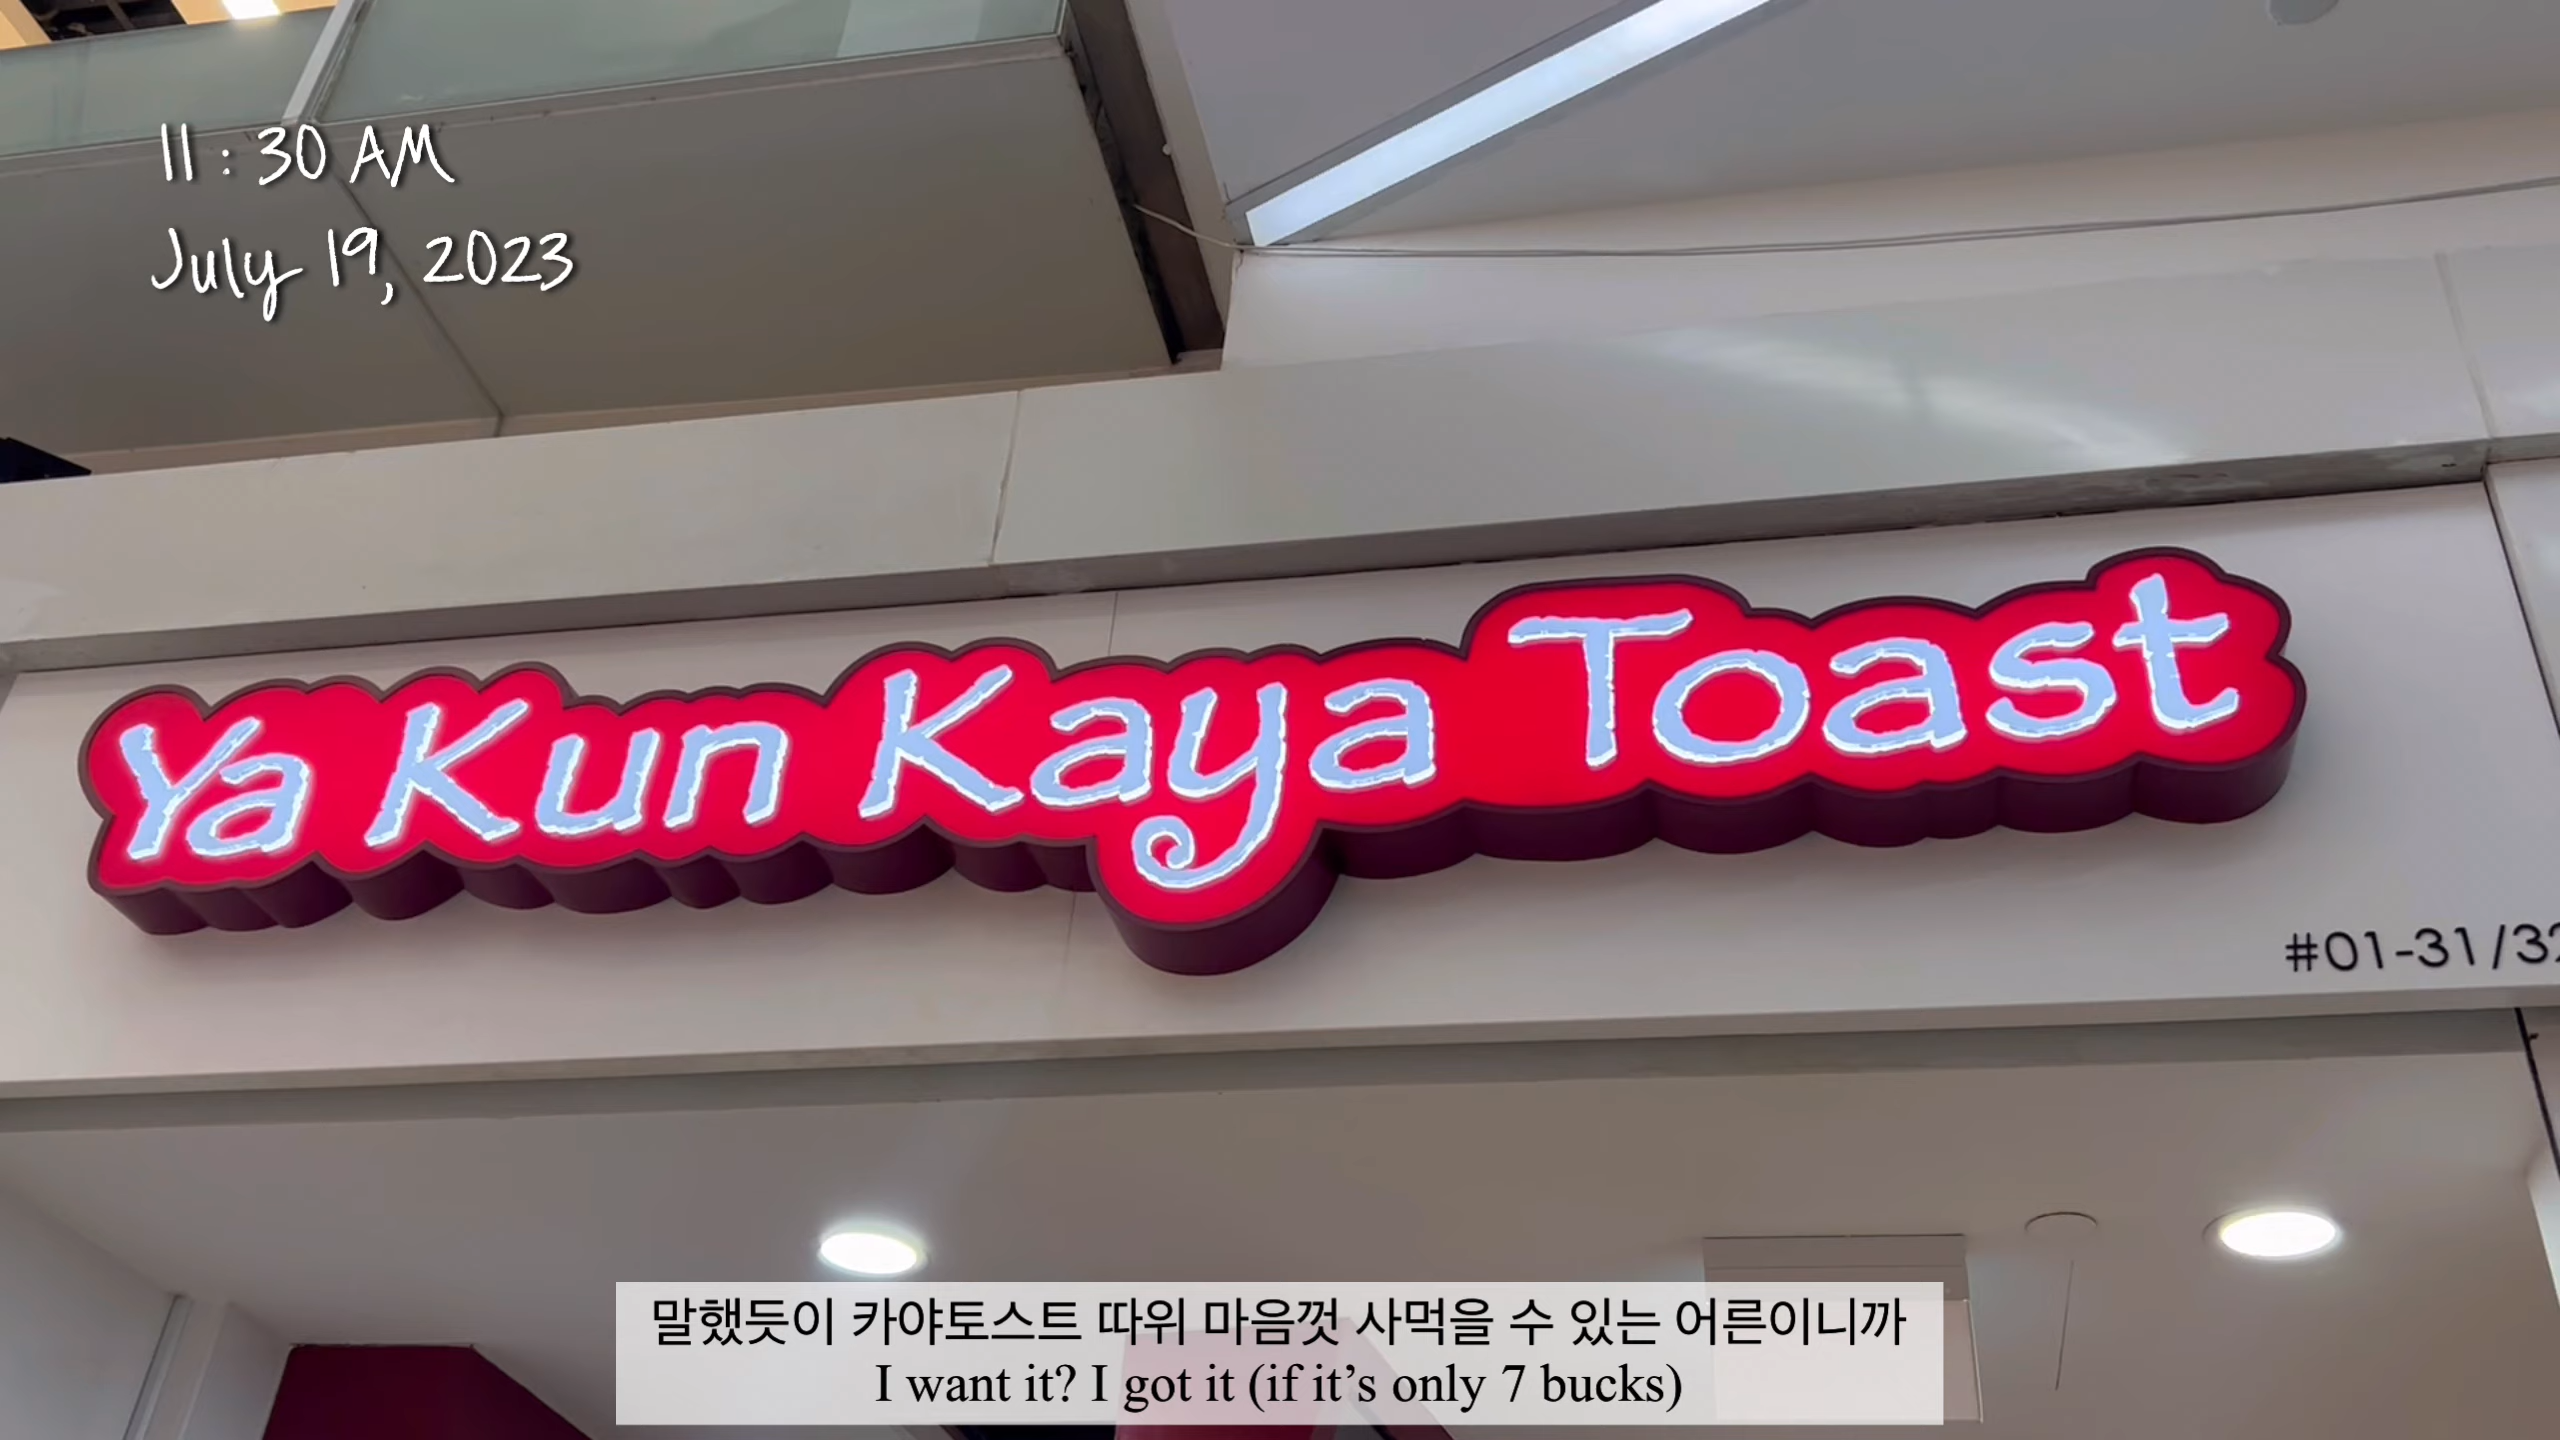 11:30 AM
July 19, 2023
Ya Kun Kaya Toast
#01-31/32
말했듯이 카야토스트 따위 마음껏 사먹을 수 있는 어른이니까
I want it? I got it (if it's only 7 bucks)